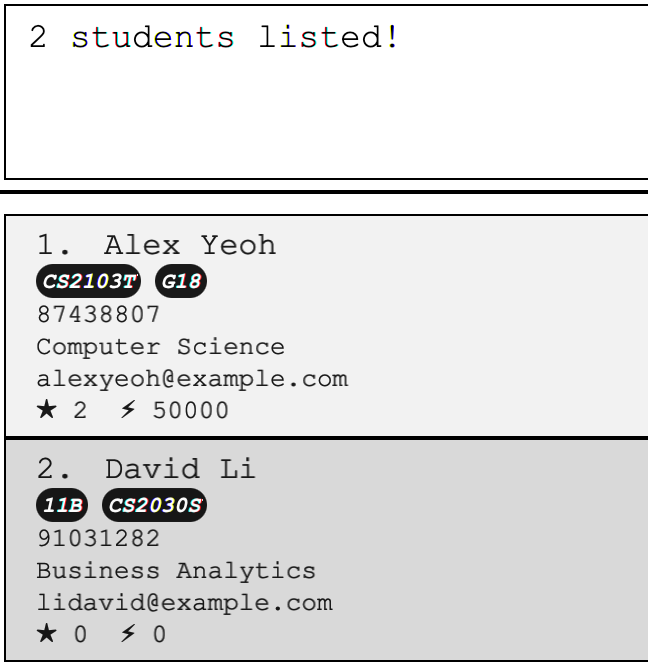 2 students listed!
1. Alex Yeoh
CS2103T G18
87438807
Computer Science
alexyeoh@example.com
★ 2 ⚡ 50000
2. David Li
11B CS2030S
91031282
Business Analytics
lidavid@example.com
★ 0 ⚡ 0